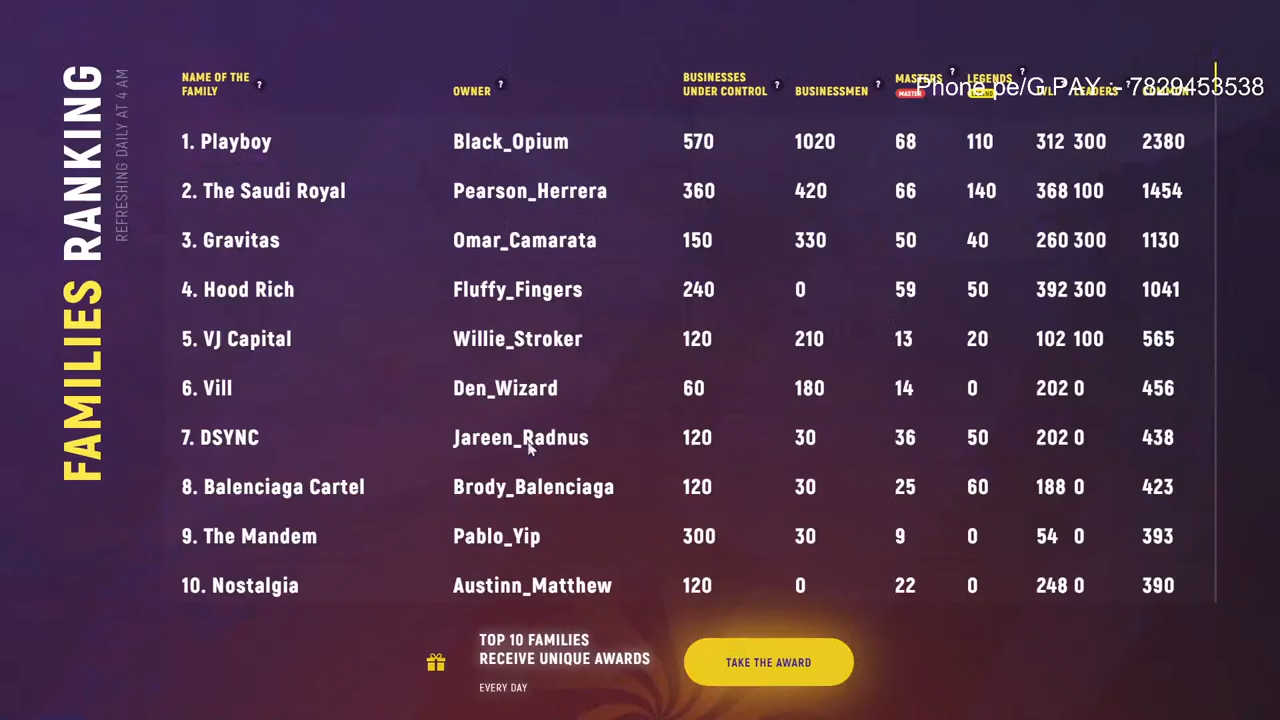 FAMILIES RANKING
REFRESHING DAILY AT 4 AM
NAME OF THE FAMILY ? OWNER ? BUSINESSES UNDER CONTROL ? BUSINESSMEN ? MASTERS ? MASTER LEGENDS ? LEGEND LVL ? LEADERS ? COMMON
Phone pe/G PAY :- 7829453538
1. Playboy Black_Opium 570 1020 68 110 312 300 2380
2. The Saudi Royal Pearson_Herrera 360 420 66 140 368 100 1454
3. Gravitas Omar_Camarata 150 330 50 40 260 300 1130
4. Hood Rich Fluffy_Fingers 240 0 59 50 392 300 1041
5. VJ Capital Willie_Stroker 120 210 13 20 102 100 565
6. Vill Den_Wizard 60 180 14 0 202 0 456
7. DSYNC Jareen_Radnus 120 30 36 50 202 0 438
8. Balenciaga Cartel Brody_Balenciaga 120 30 25 60 188 0 423
9. The Mandem Pablo_Yip 300 30 9 0 54 0 393
10. Nostalgia Austinn_Matthew 120 0 22 0 248 0 390
TOP 10 FAMILIES
RECEIVE UNIQUE AWARDS
EVERY DAY
TAKE THE AWARD